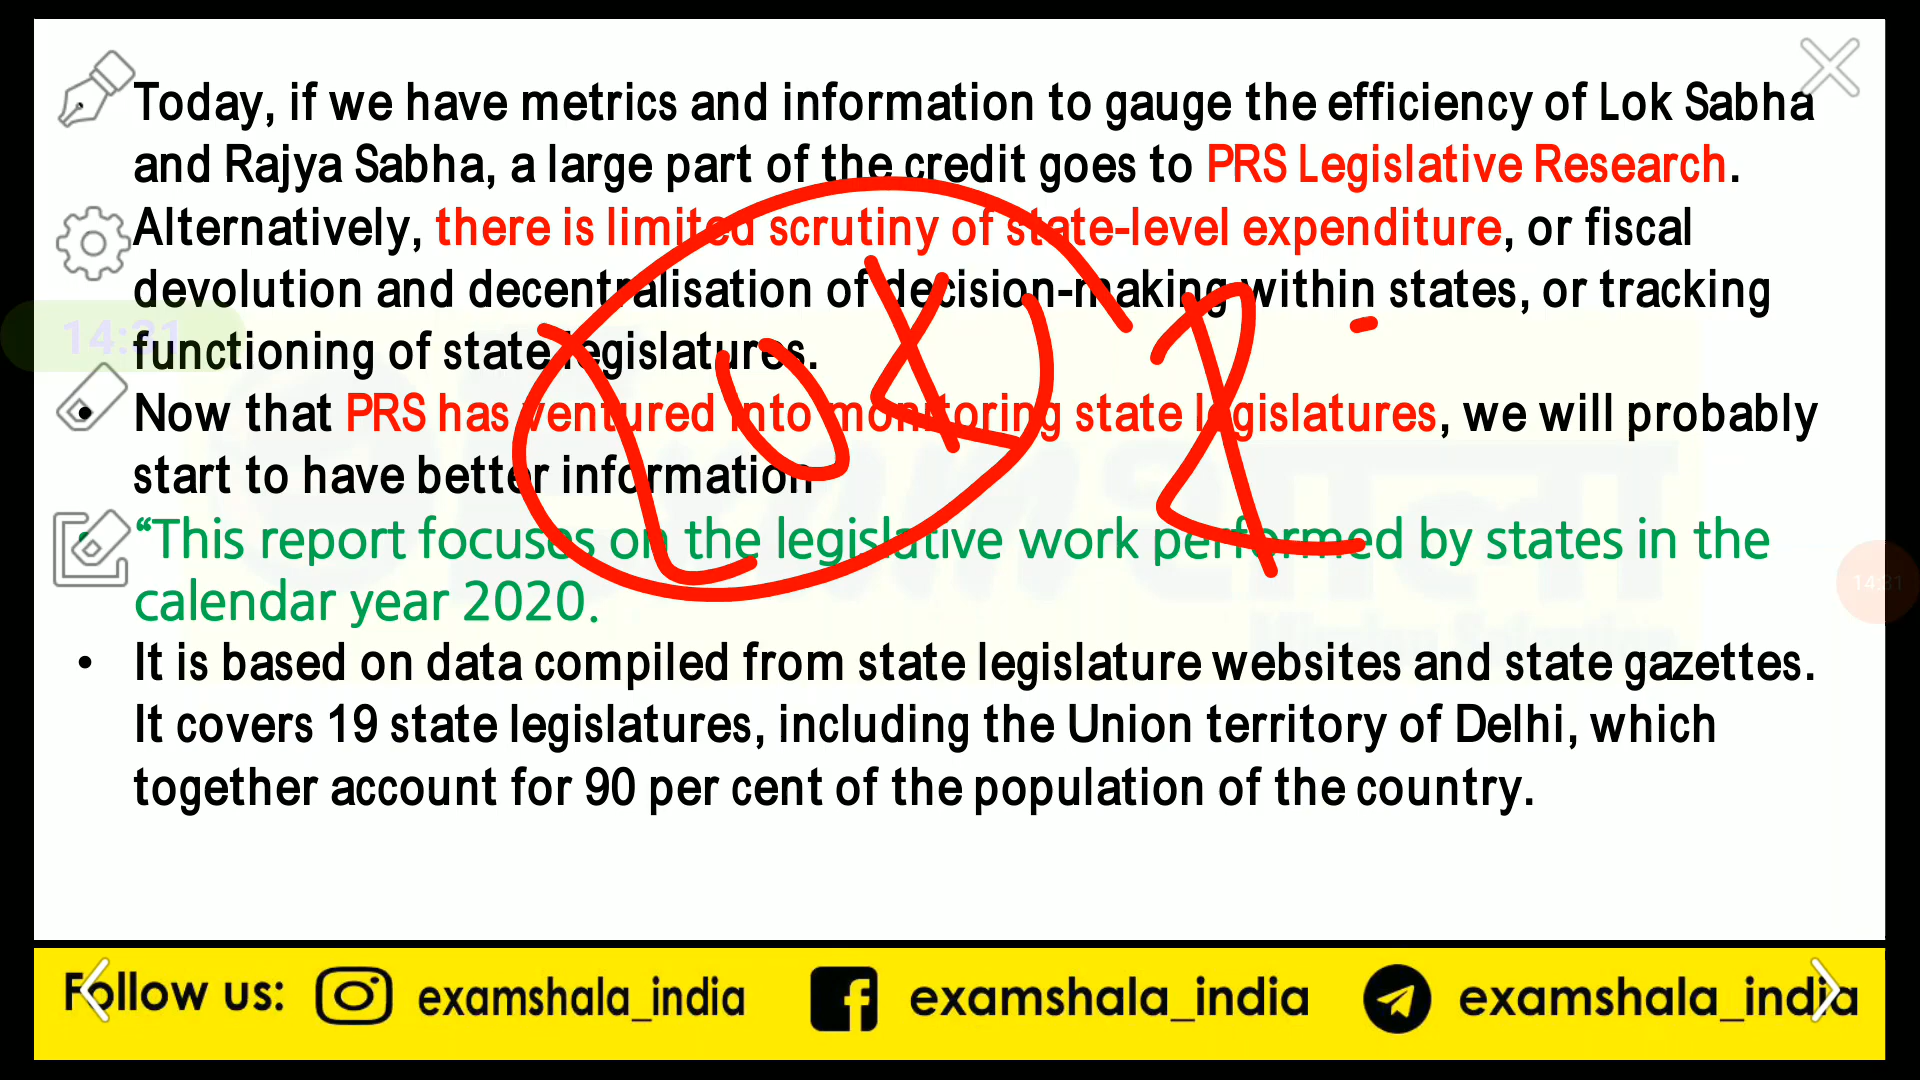 Today, if we have metrics and information to gauge the efficiency of Lok Sabha
and Rajya Sabha, a large part of the credit goes to PRS Legislative Research.
Alternatively, there is limited scrutiny of state-level expenditure, or fiscal
devolution and decentralisation of decision-making within states, or tracking
14:31
functioning of state legislatures.
• Now that PRS has ventured into monitoring state legislatures, we will probably
start to have better information
“This report focuses on the legislative work performed by states in the
14:31
calendar year 2020.
• It is based on data compiled from state legislature websites and state gazettes.
It covers 19 state legislatures, including the Union territory of Delhi, which
together account for 90 per cent of the population of the country.
Follow us: examshala_india examshala_india examshala_india